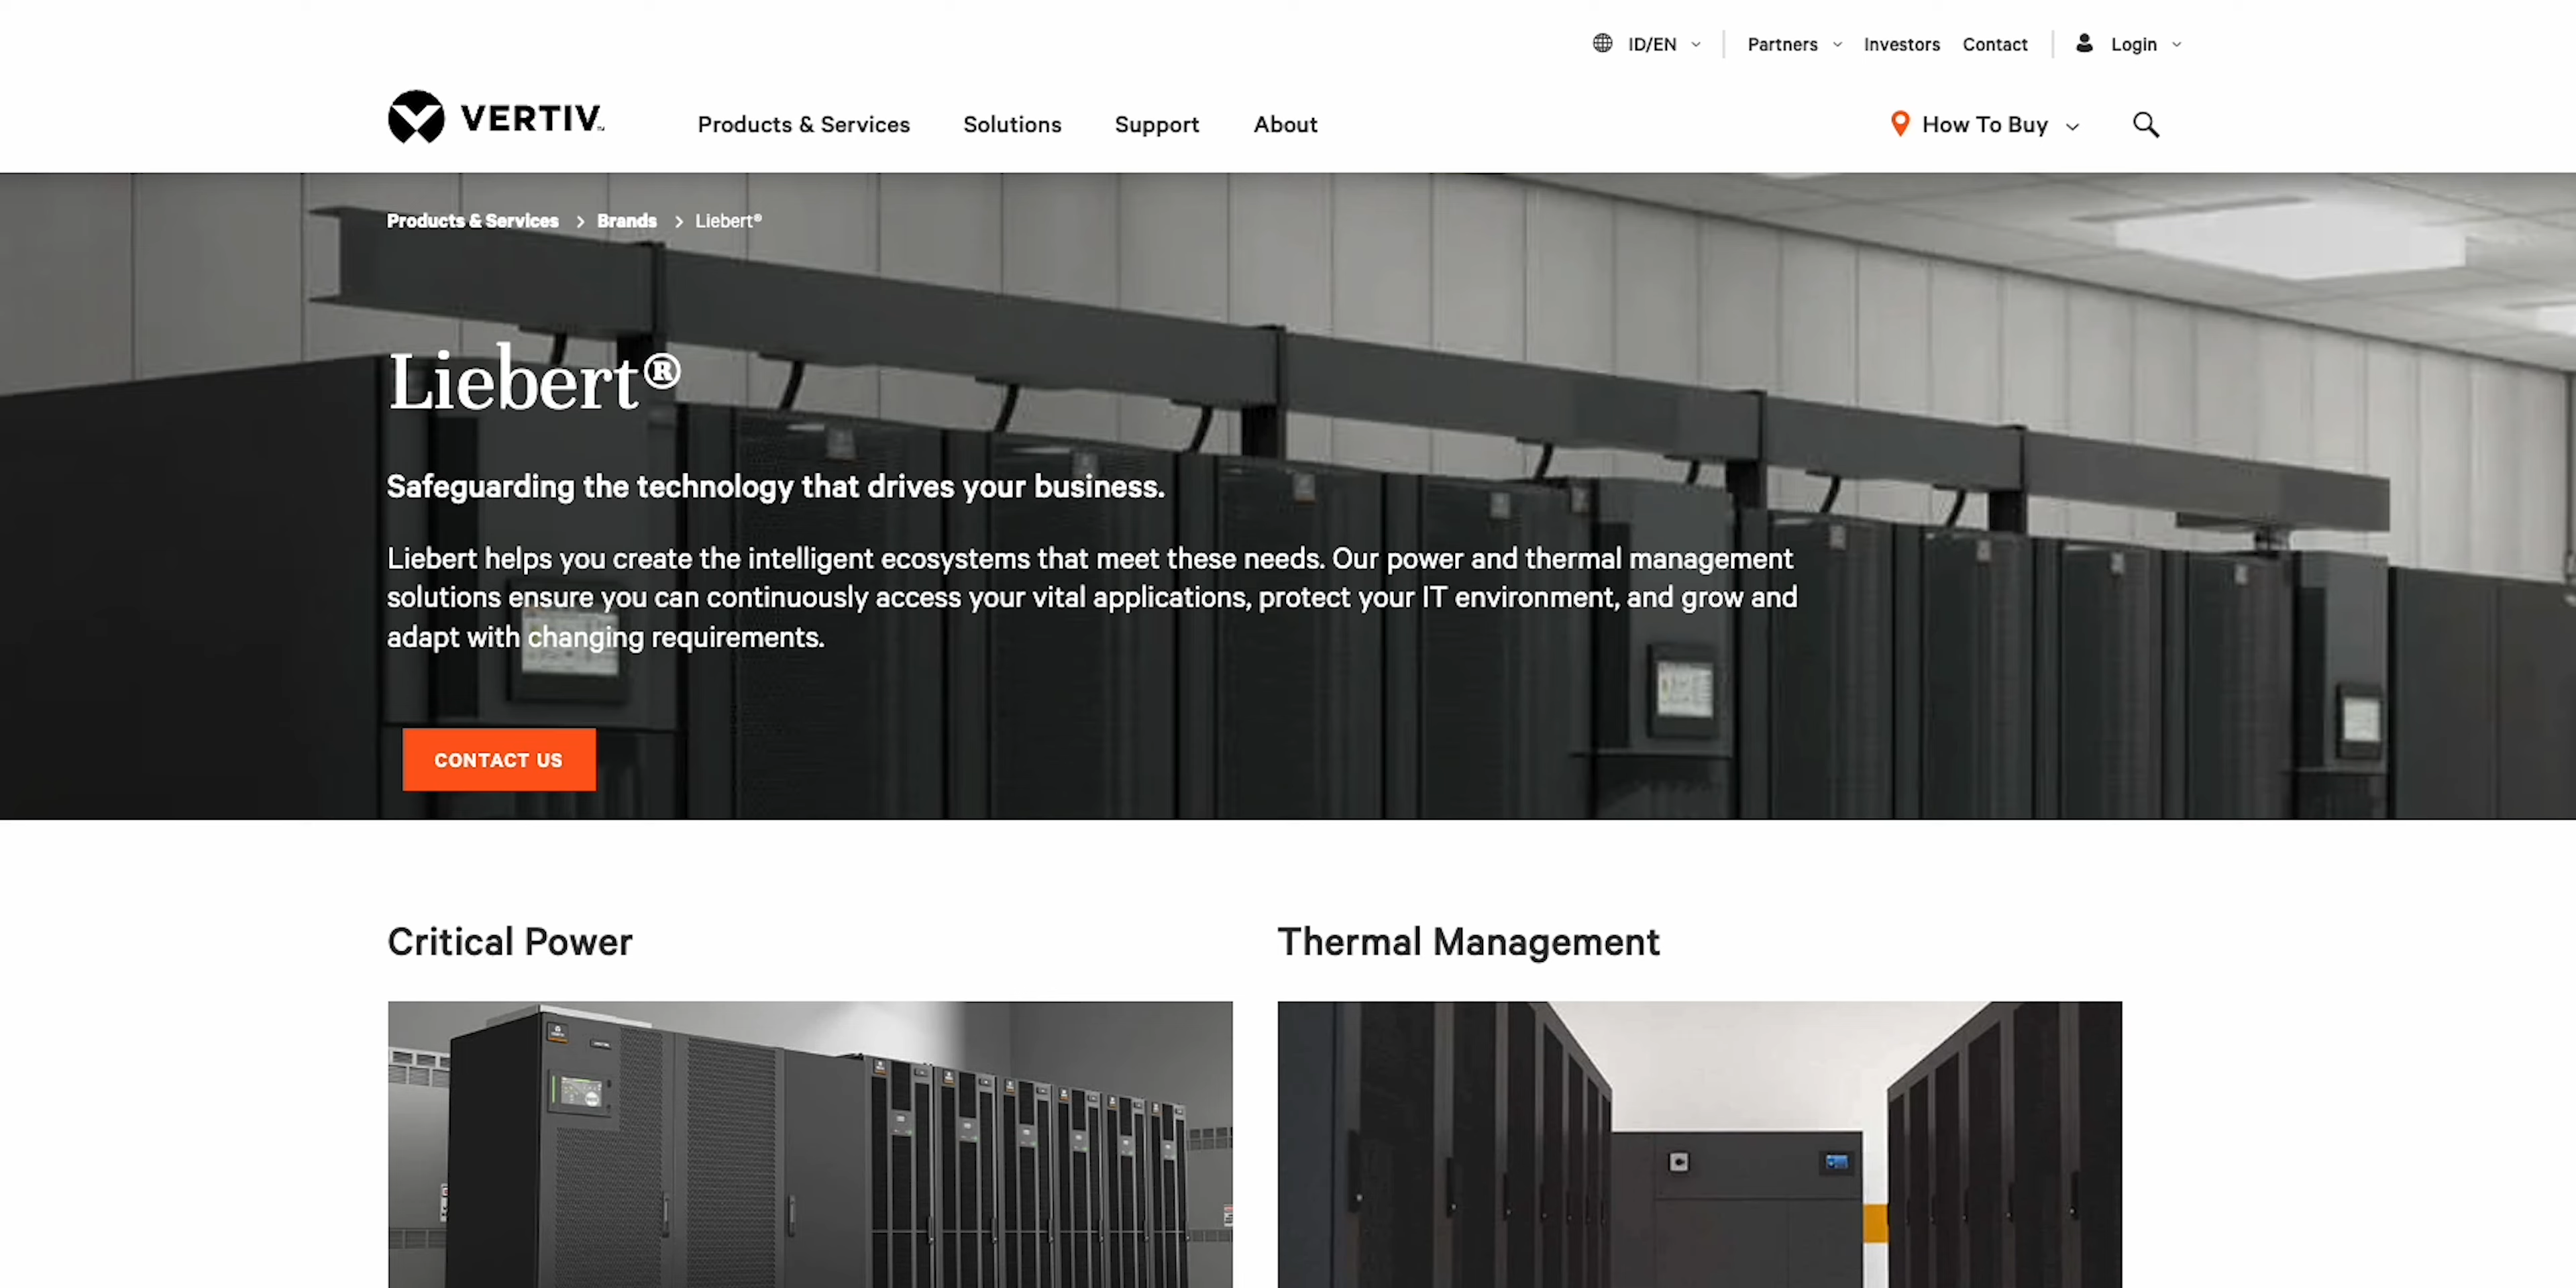 ID/EN Partners Investors Contact Login
VERTIV™ Products & Services Solutions Support About How To Buy
Products & Services > Brands > Liebert®
Liebert®
Safeguarding the technology that drives your business.
Liebert helps you create the intelligent ecosystems that meet these needs. Our power and thermal management
solutions ensure you can continuously access your vital applications, protect your IT environment, and grow and
adapt with changing requirements.
CONTACT US
Critical Power
Thermal Management